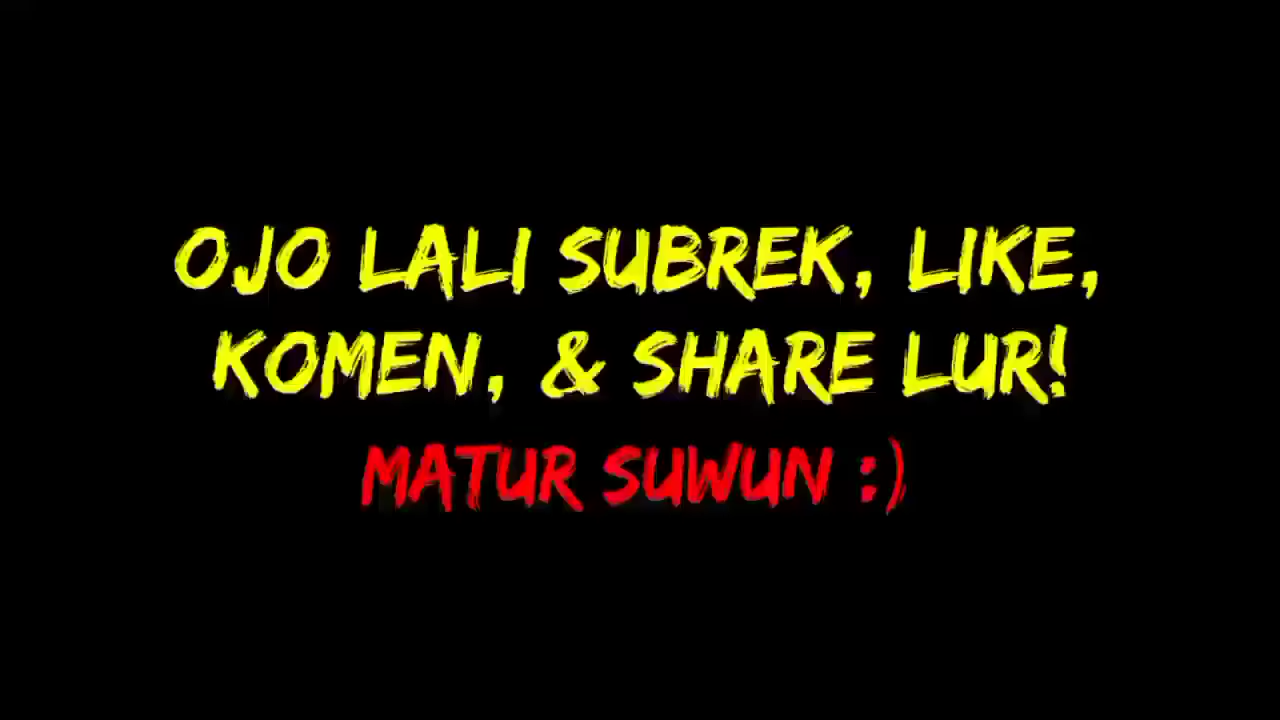 OJO LALI SUBREK, LIKE,
KOMEN, & SHARE LUR!
MATUR SUWUN :)